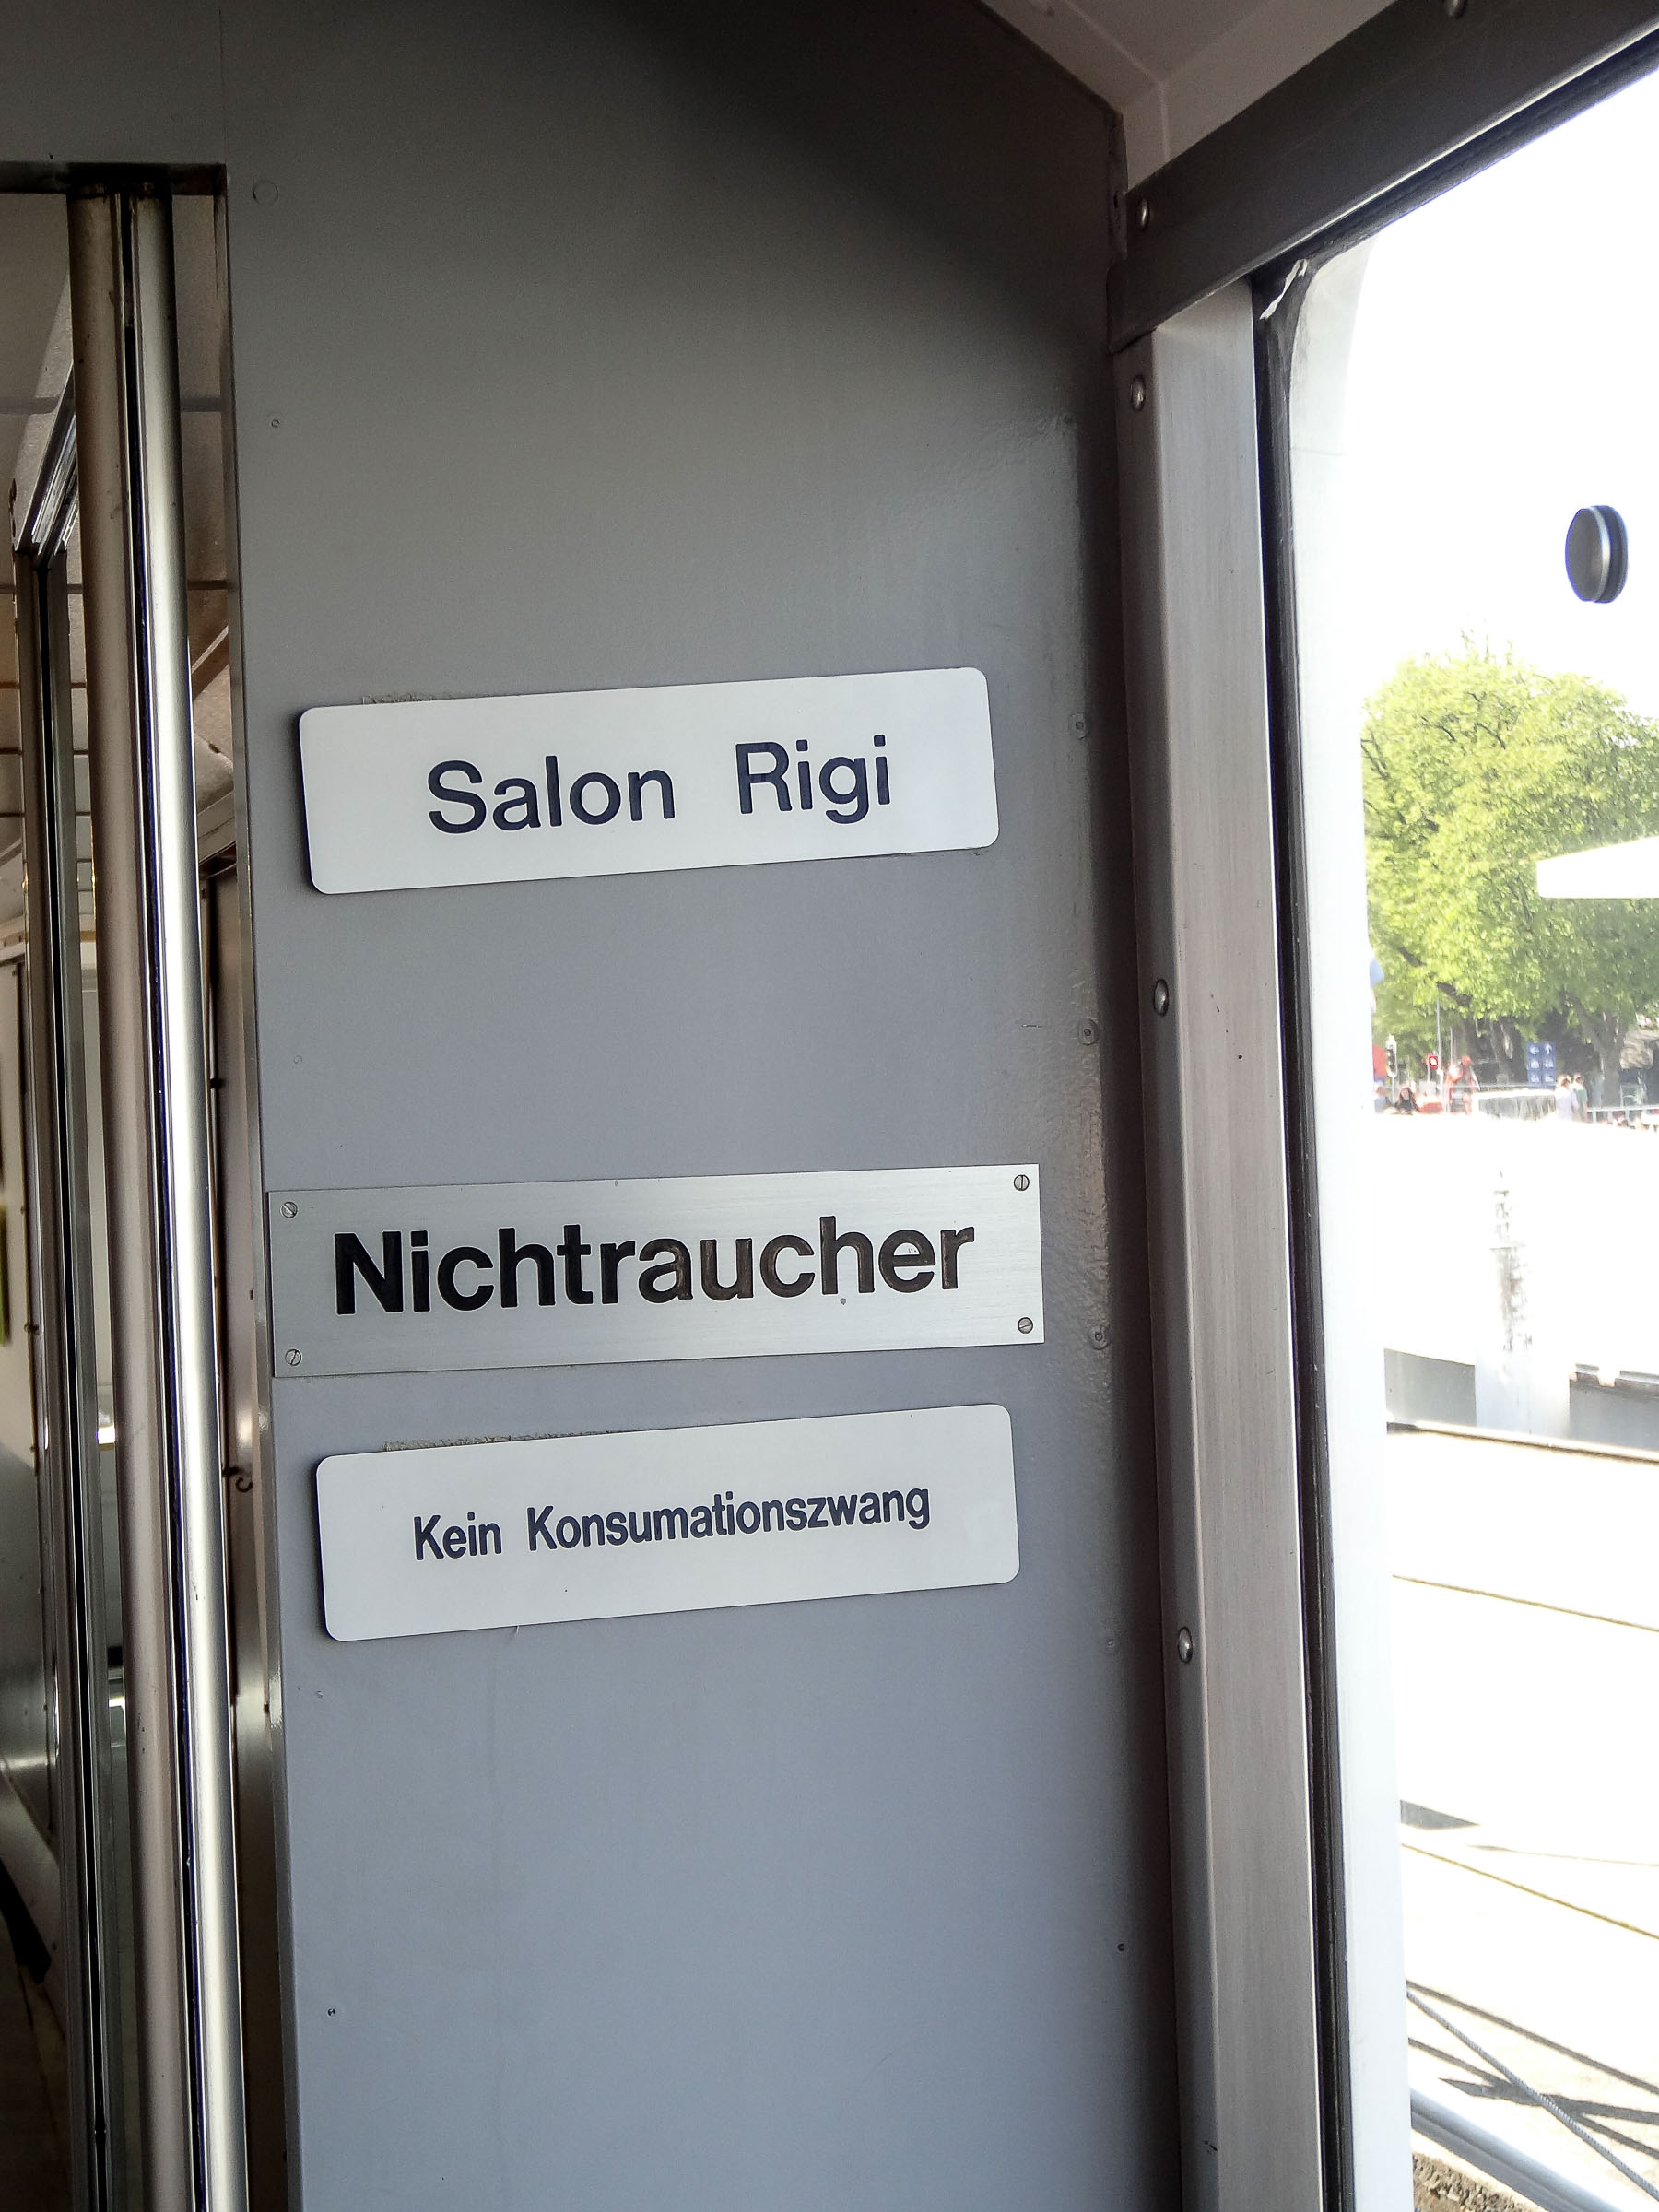 Salon Rigi
Nichtraucher
Kein Konsumationszwang